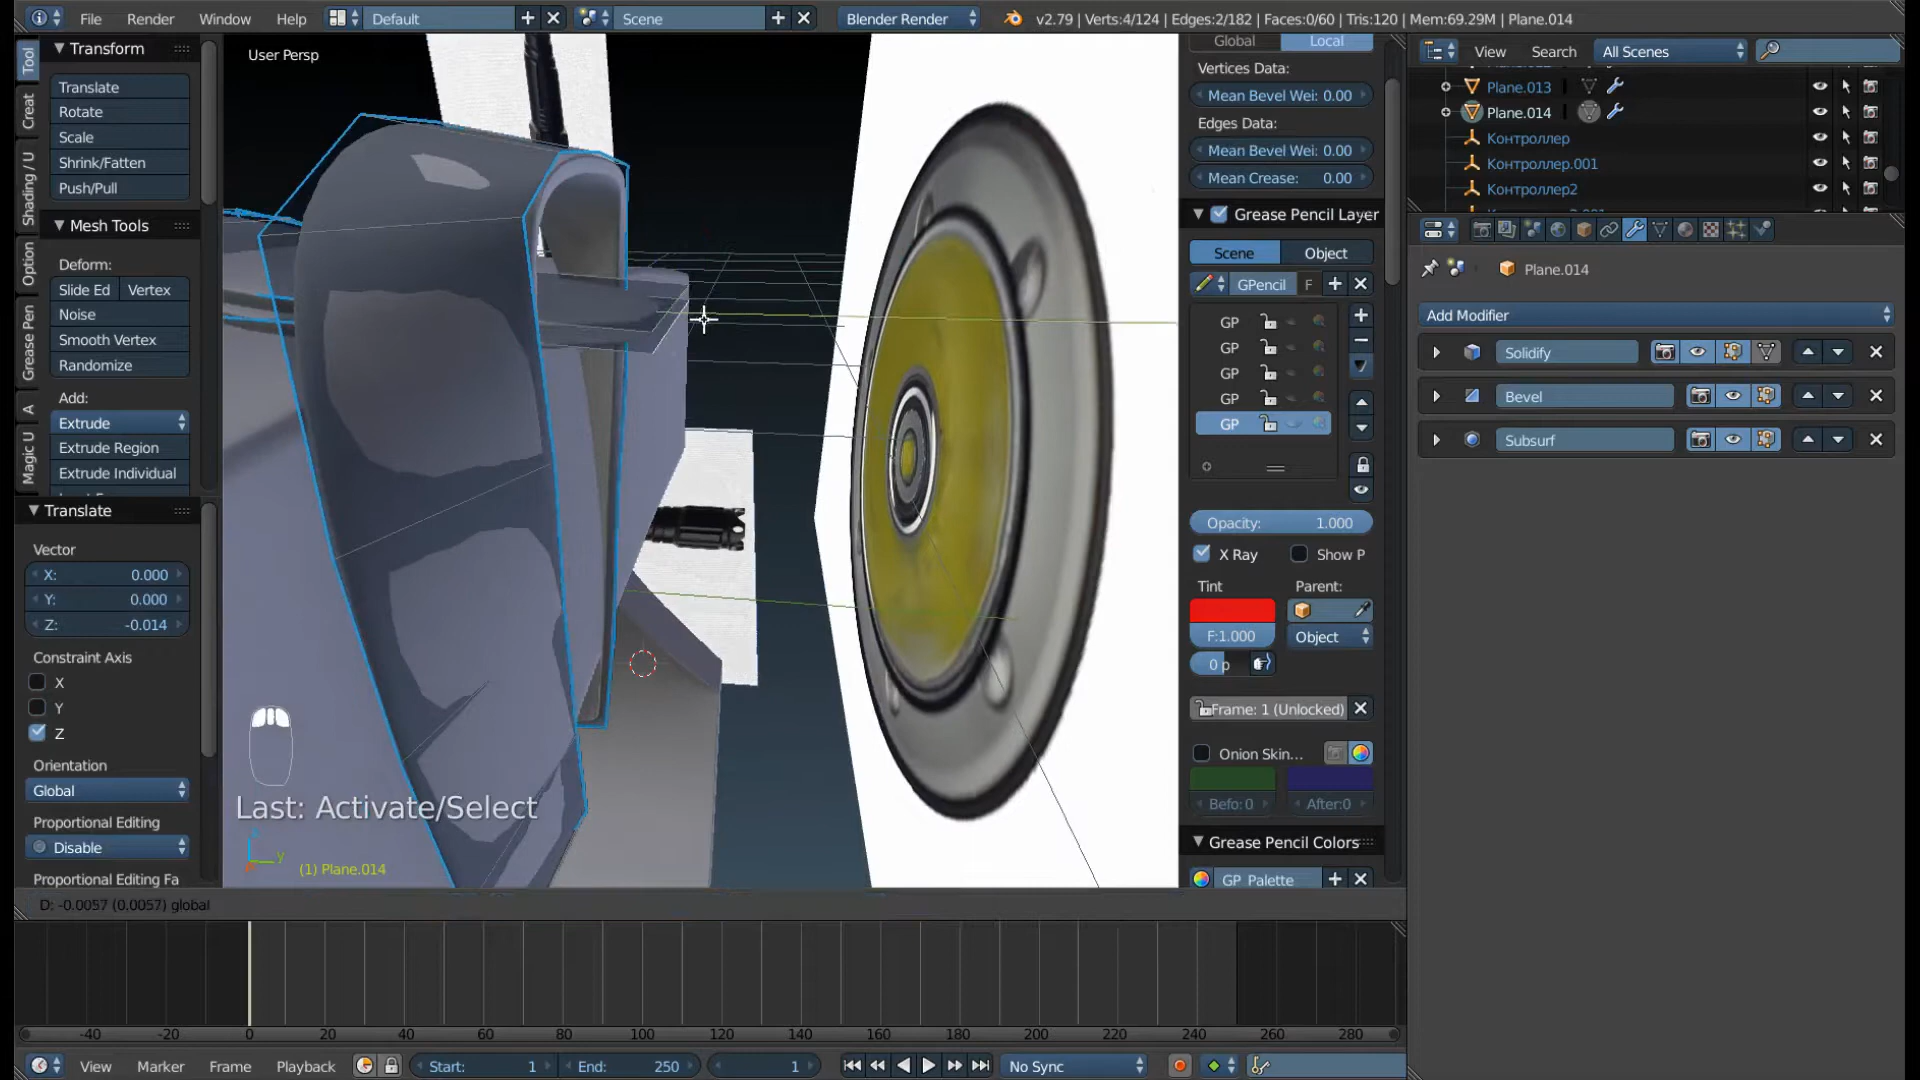 File Render Window Help Default Scene Blender Render v2.79 | Verts:4/124 | Edges:2/182 | Faces:0/60 | Tris:120 | Mem:69.29M | Plane.014
Tool
Creat
Shading / U
Option
Grease Pen
A
Magic U
Transform
Translate
Rotate
Scale
Shrink/Fatten
Push/Pull
Mesh Tools
Deform:
Slide Ed Vertex
Noise
Smooth Vertex
Randomize
Add:
Extrude
Extrude Region
Extrude Individual
Translate
Vector
X: 0.000
Y: 0.000
Z: -0.014
Constraint Axis
X
Y
Z
Orientation
Global
Proportional Editing
Disable
Proportional Editing Fa
User Persp
Last: Activate/Select
y
(1) Plane.014
D: -0.0057 (0.0057) global
Global Local
Vertices Data:
Mean Bevel Wei: 0.00
Edges Data:
Mean Bevel Wei: 0.00
Mean Crease: 0.00
Grease Pencil Layer
Scene Object
GPencil F
GP
GP
GP
GP
GP
Opacity: 1.000
X Ray Show P
Tint Parent:
F:1.000 Object
0 p
Frame: 1 (Unlocked)
Onion Skin...
Befo: 0 After:0
Grease Pencil Colors
GP_Palette
View Search All Scenes
Plane.013
Plane.014
Контроллер
Контроллер.001
Контроллер2
Plane.014
Add Modifier
Solidify
Bevel
Subsurf
-40 -20 0 20 40 60 80 100 120 140 160 180 200 220 240 260 280
View Marker Frame Playback Start: 1 End: 250 1 No Sync